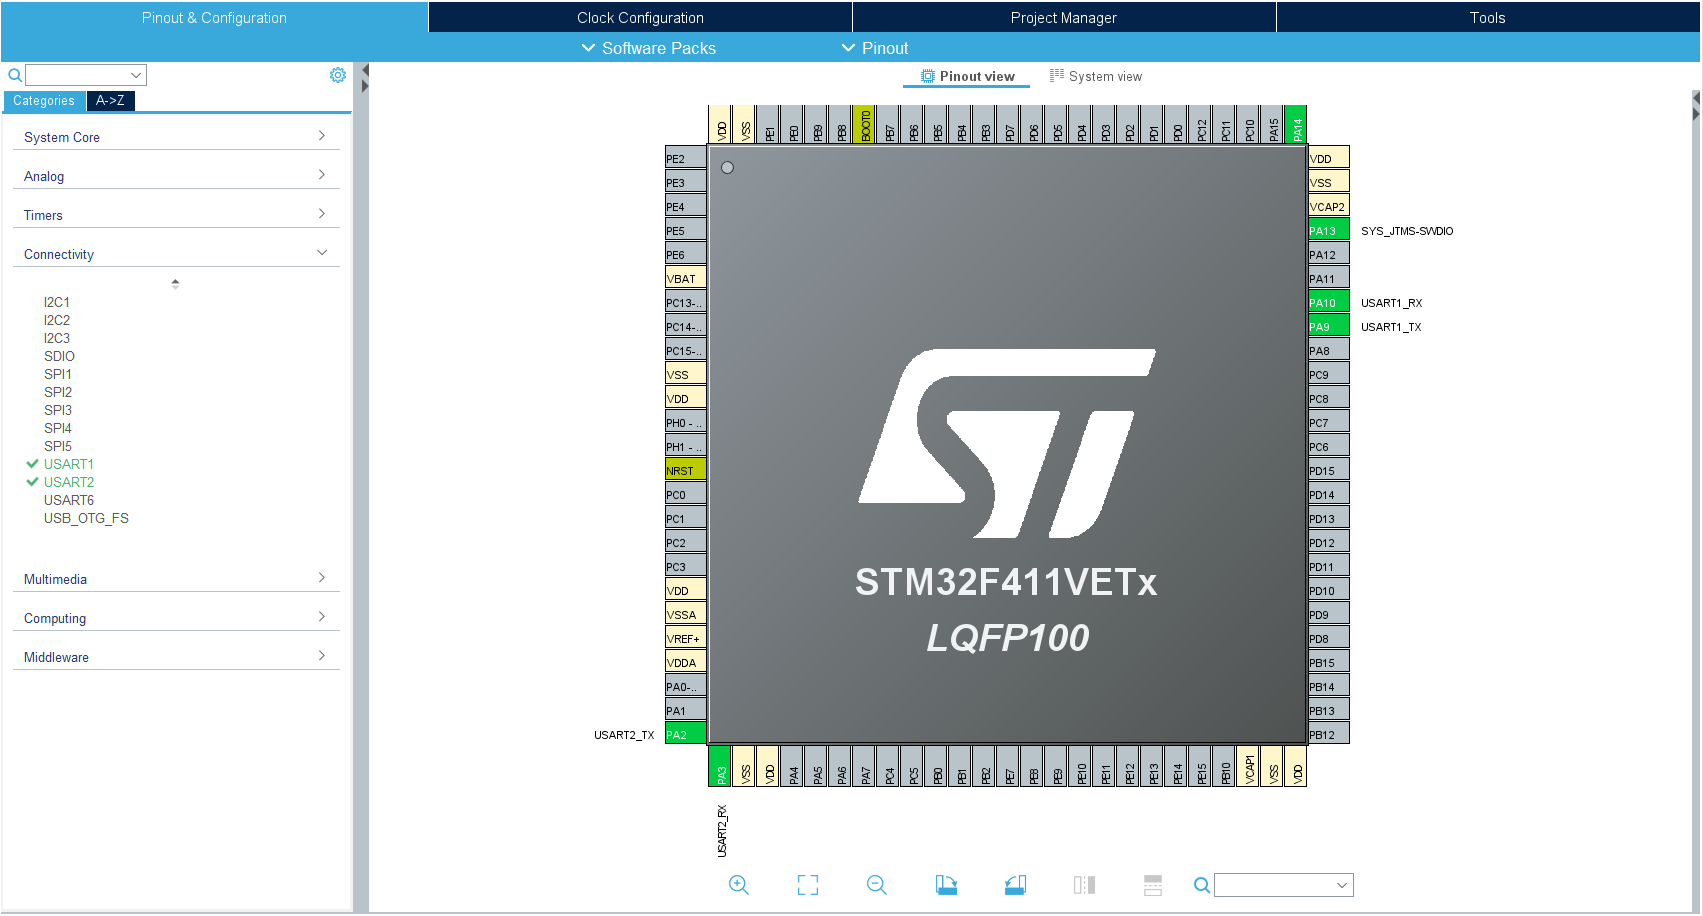 Pinout & Configuration
Clock Configuration
Project Manager
Tools
Software Packs
Pinout
Categories
A->Z
System Core
Analog
Timers
Connectivity
I2C1
I2C2
I2C3
SDIO
SPI1
SPI2
SPI3
SPI4
SPI5
USART1
USART2
USART6
USB_OTG_FS
Multimedia
Computing
Middleware
Pinout view
System view
VDD
VSS
PE1
PE0
PB9
PB8
BOOT0
PB7
PB6
PB5
PB4
PB3
PD7
PD6
PD5
PD4
PD3
PD2
PD1
PD0
PC12
PC11
PC10
PA15
PA14
PE2
PE3
PE4
PE5
PE6
VBAT
PC13-..
PC14-..
PC15-..
VSS
VDD
PH0 - ..
PH1 - ..
NRST
PC0
PC1
PC2
PC3
VDD
VSSA
VREF+
VDDA
PA0-..
PA1
USART2_TX PA2
ST
STM32F411VETx
LQFP100
VDD
VSS
VCAP2
PA13 SYS_JTMS-SWDIO
PA12
PA11
PA10 USART1_RX
PA9 USART1_TX
PA8
PC9
PC8
PC7
PC6
PD15
PD14
PD13
PD12
PD11
PD10
PD9
PD8
PB15
PB14
PB13
PB12
PA3
VSS
VDD
PA4
PA5
PA6
PA7
PC4
PC5
PB0
PB1
PB2
PE7
PE8
PE9
PE10
PE11
PE12
PE13
PE14
PE15
PB10
VCAP1
VSS
VDD
USART2_RX